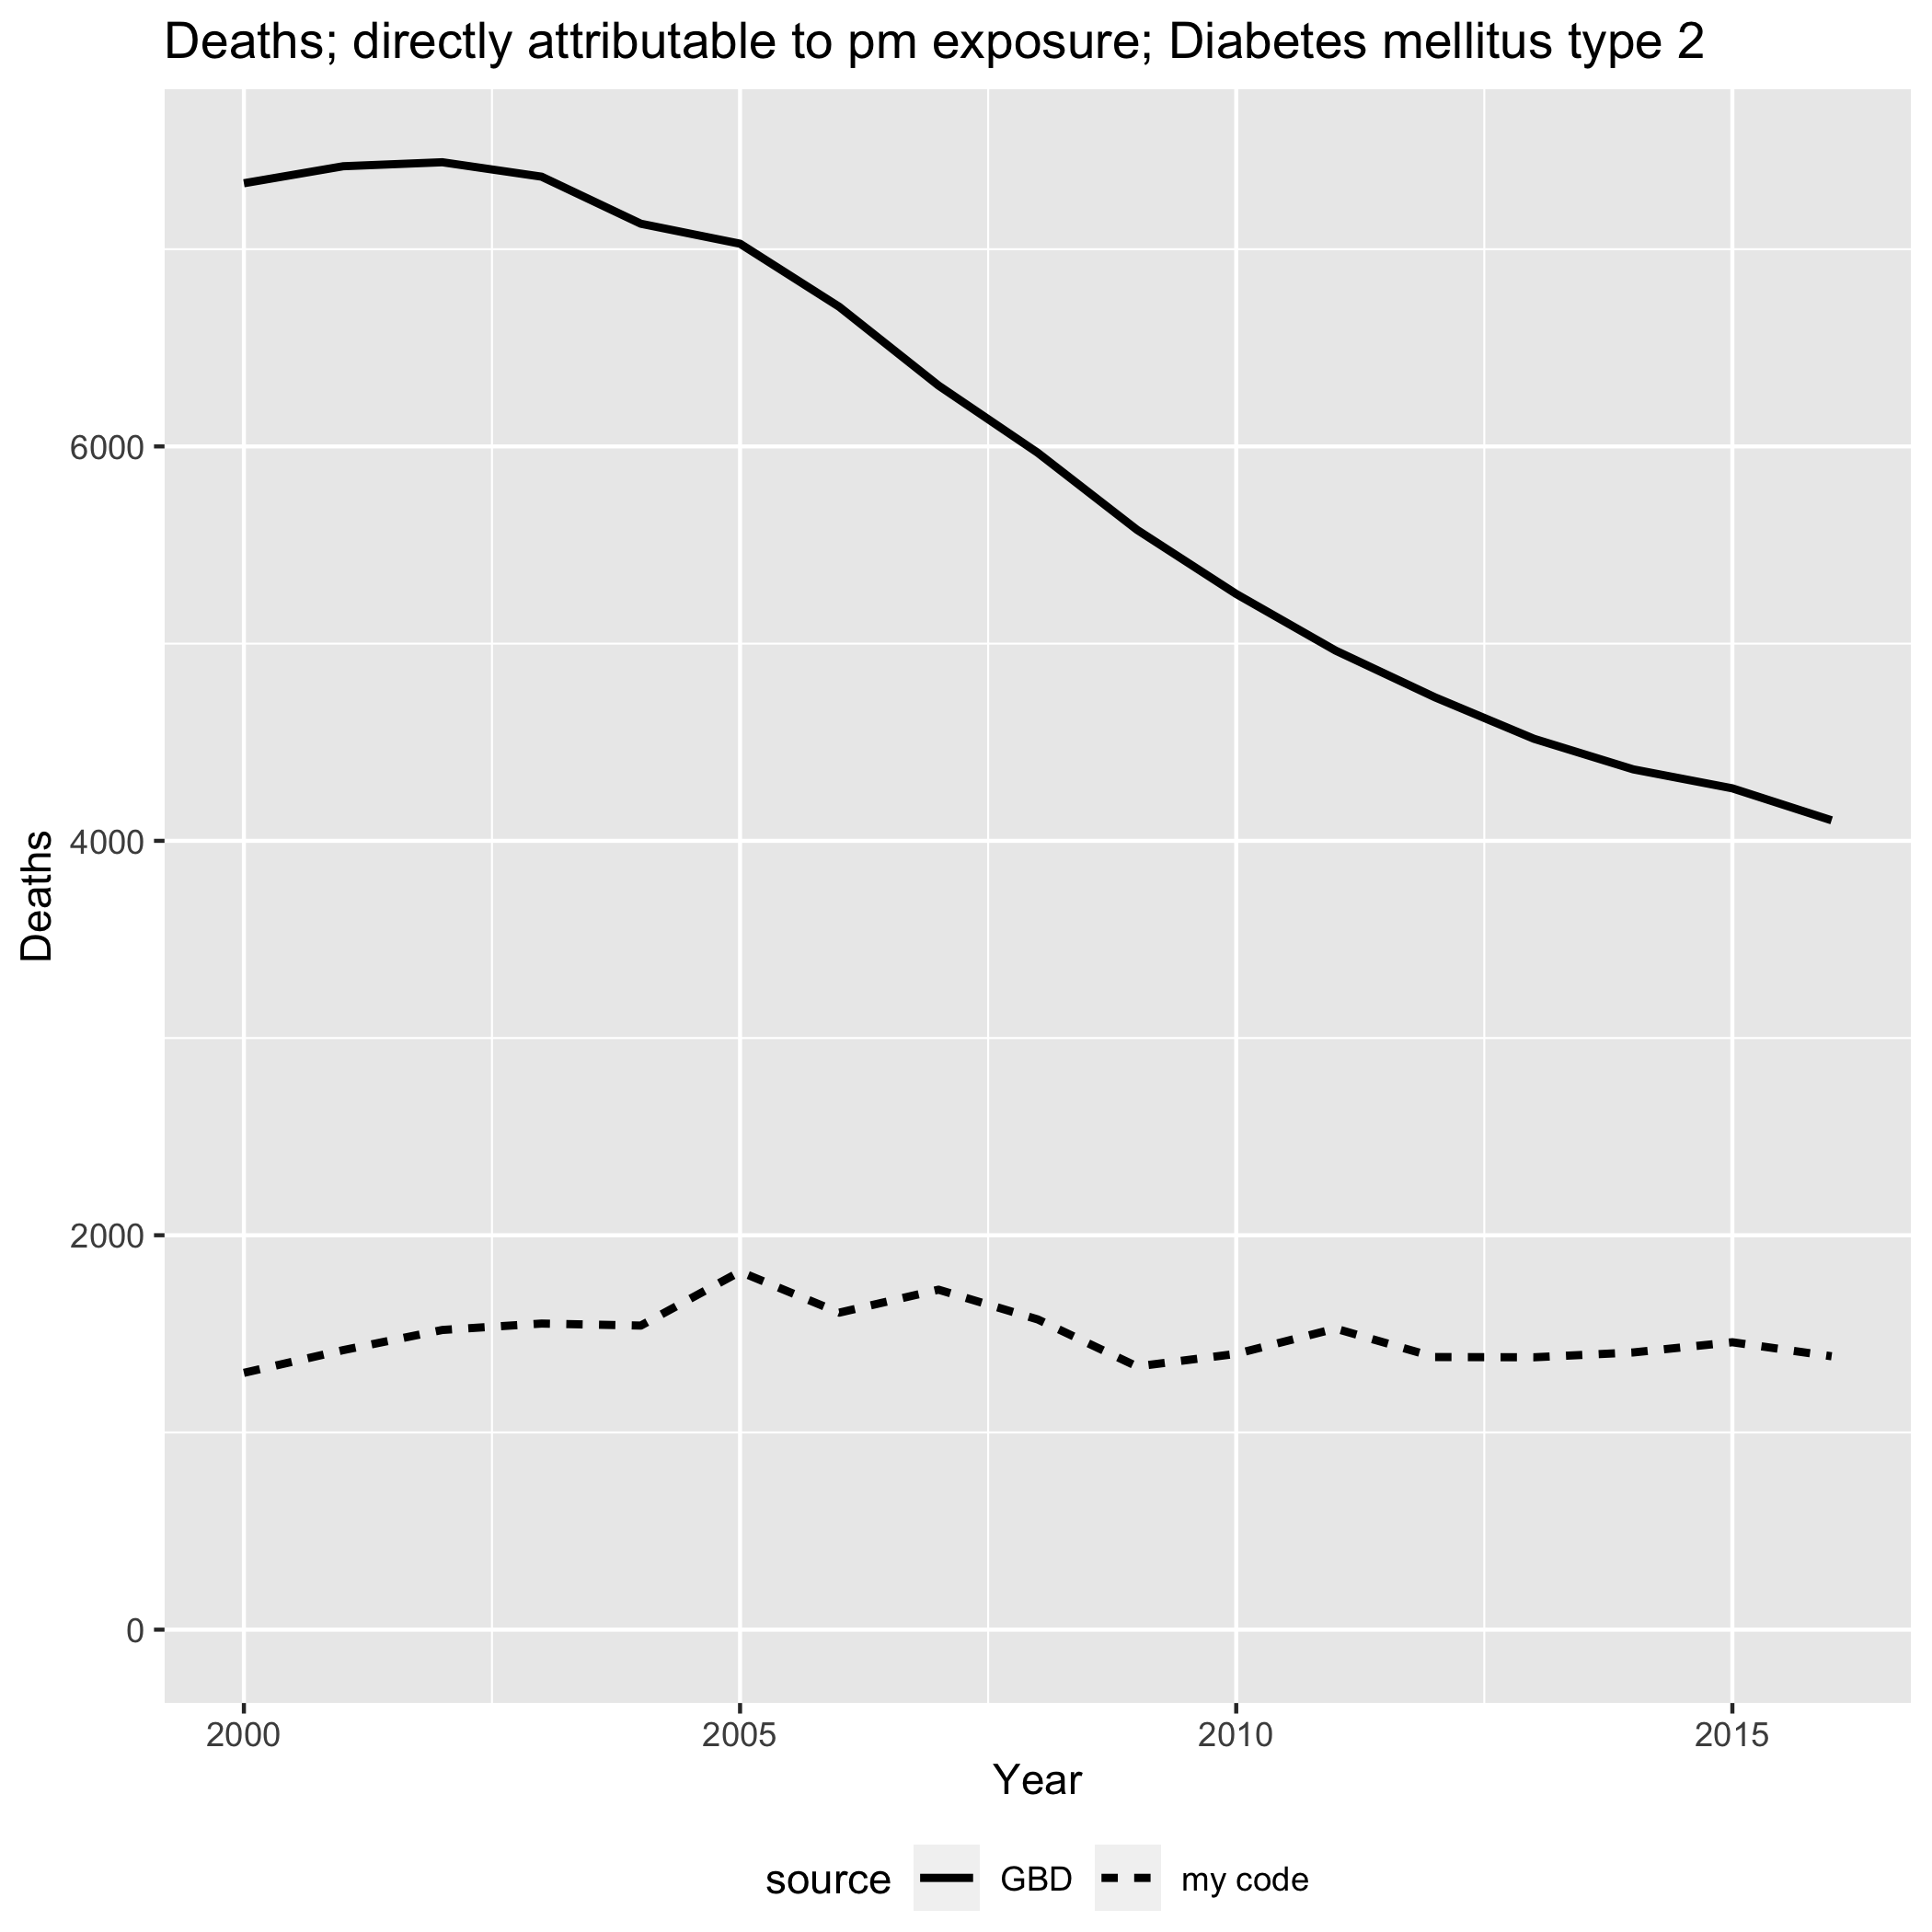 Deaths; directly attributable to pm exposure; Diabetes mellitus type 2
Deaths
6000
4000
2000
0
2000 2005 2010 2015
Year
source GBD my code